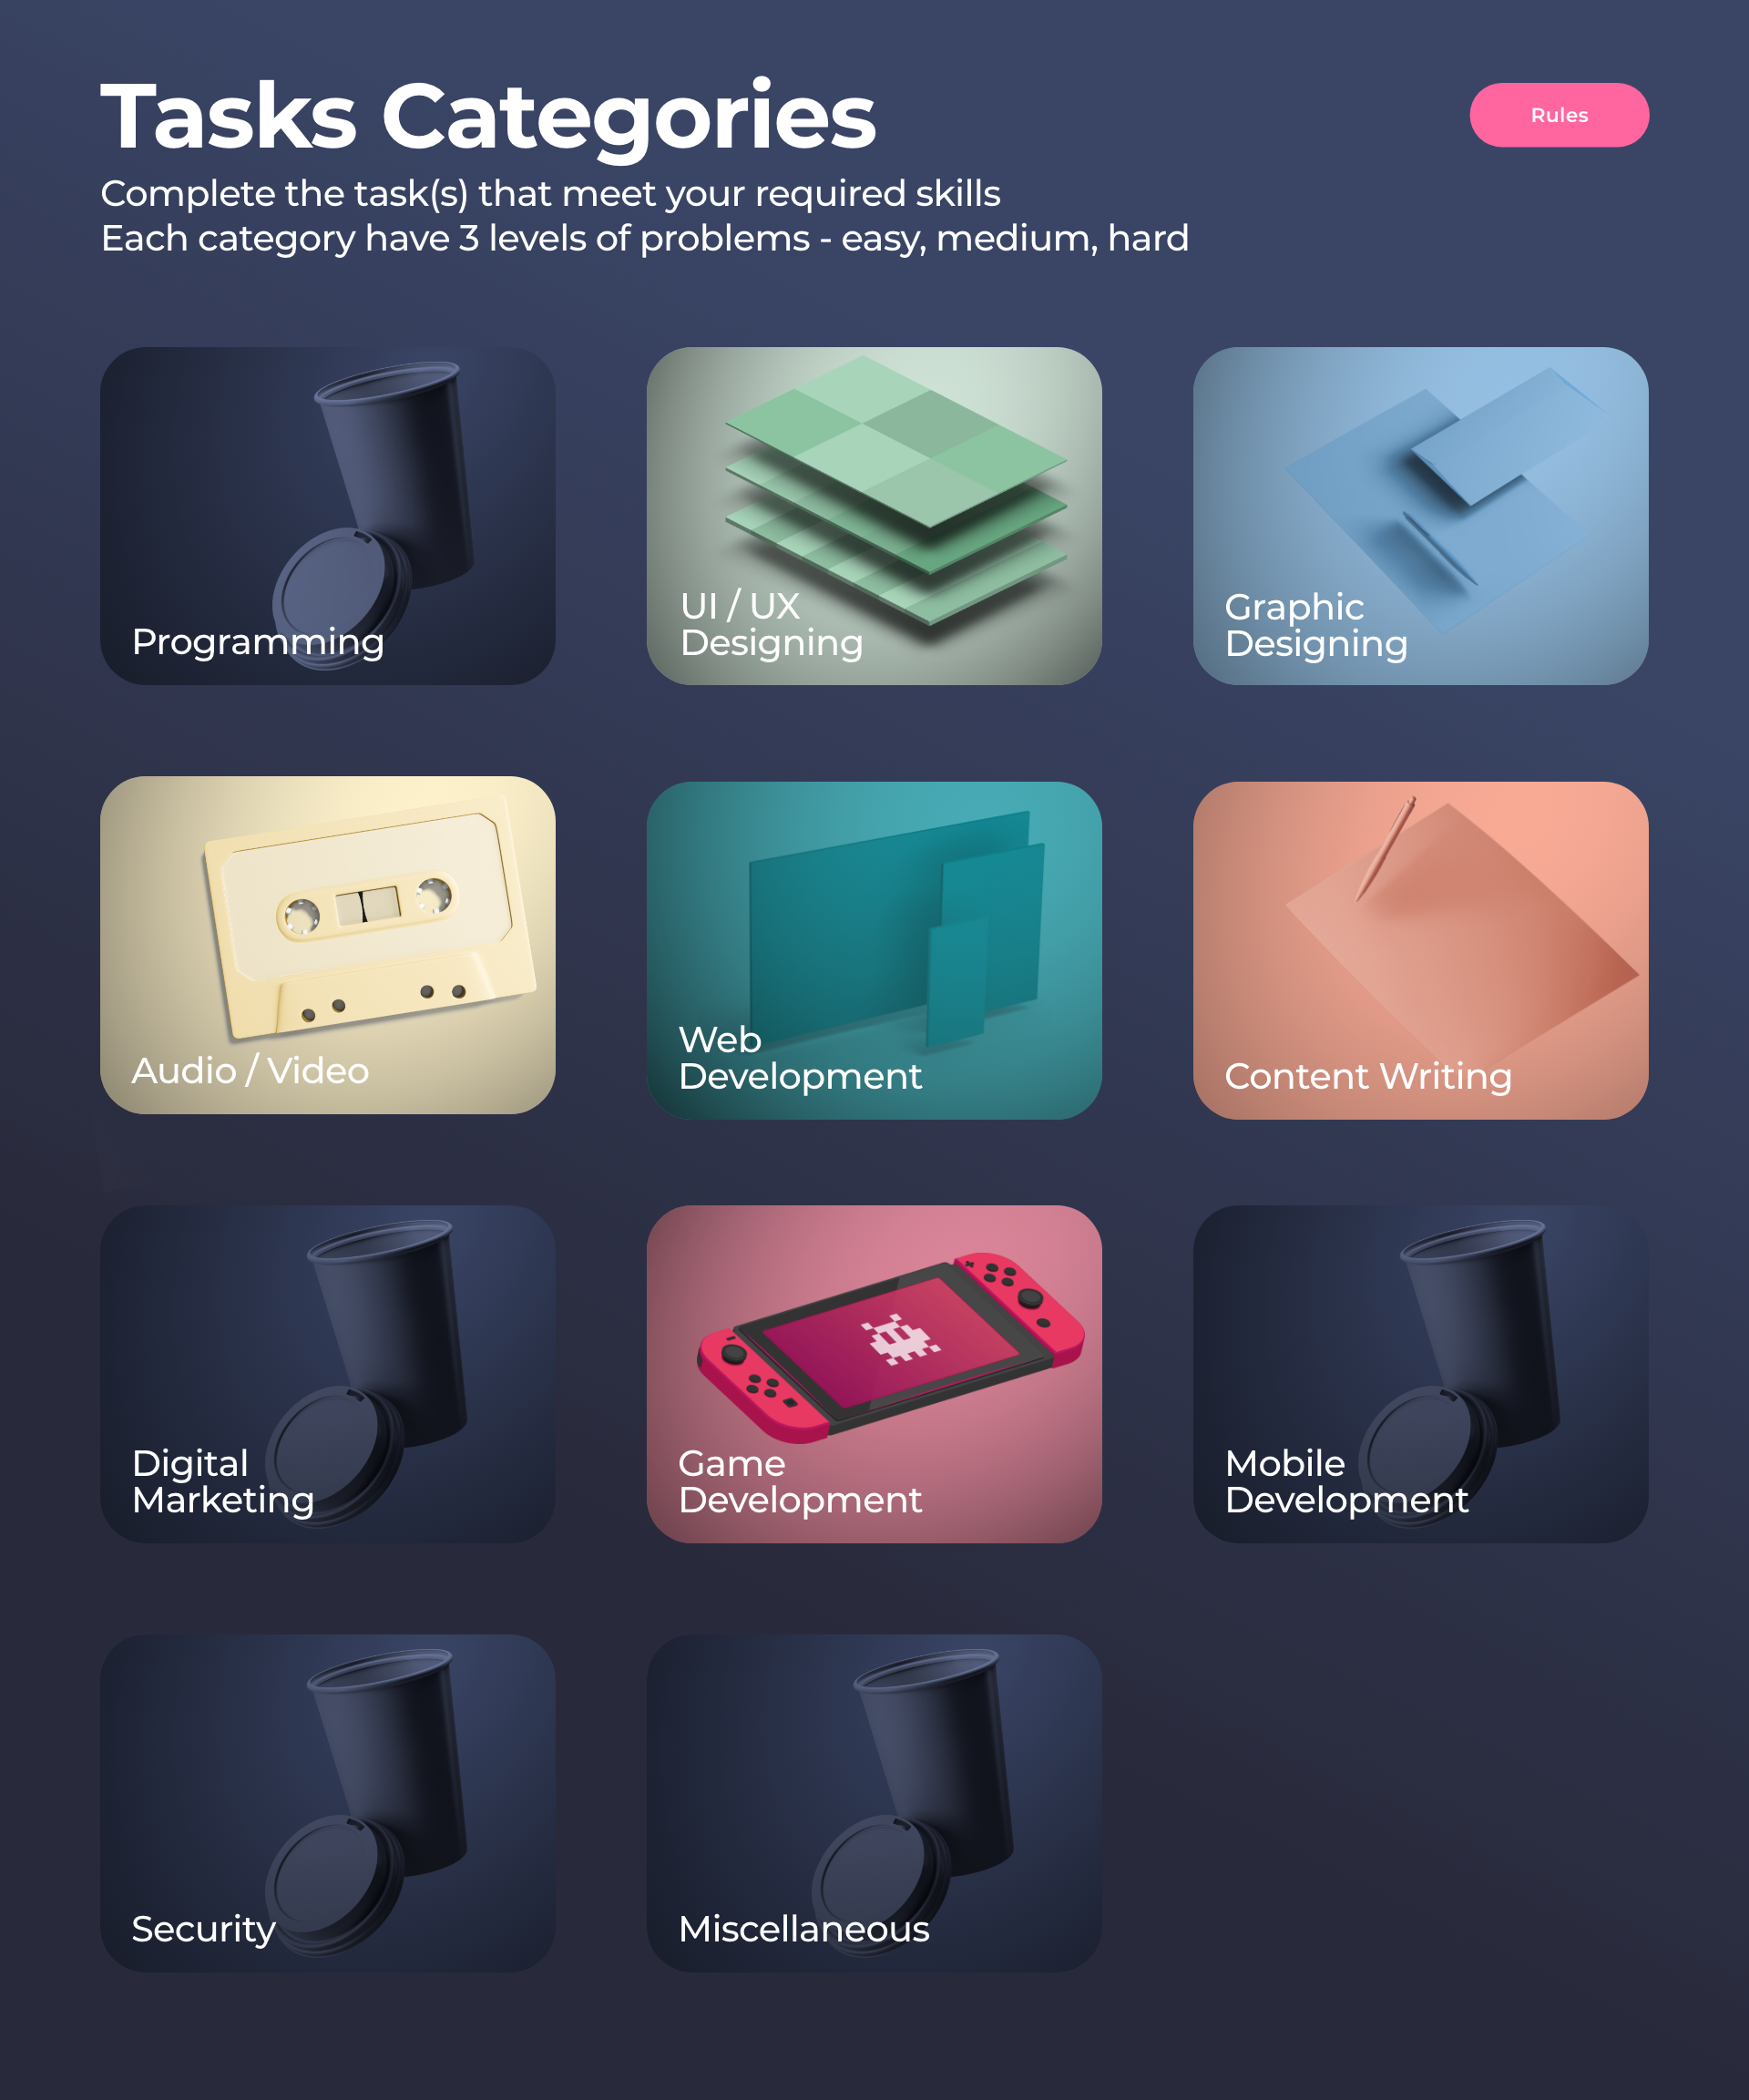 Tasks Categories
Rules
Complete the task(s) that meet your required skills
Each category have 3 levels of problems - easy, medium, hard
Programming
UI / UX
Designing
Graphic
Designing
Audio / Video
Web
Development
Content Writing
Digital
Marketing
Game
Development
Mobile
Development
Security
Miscellaneous